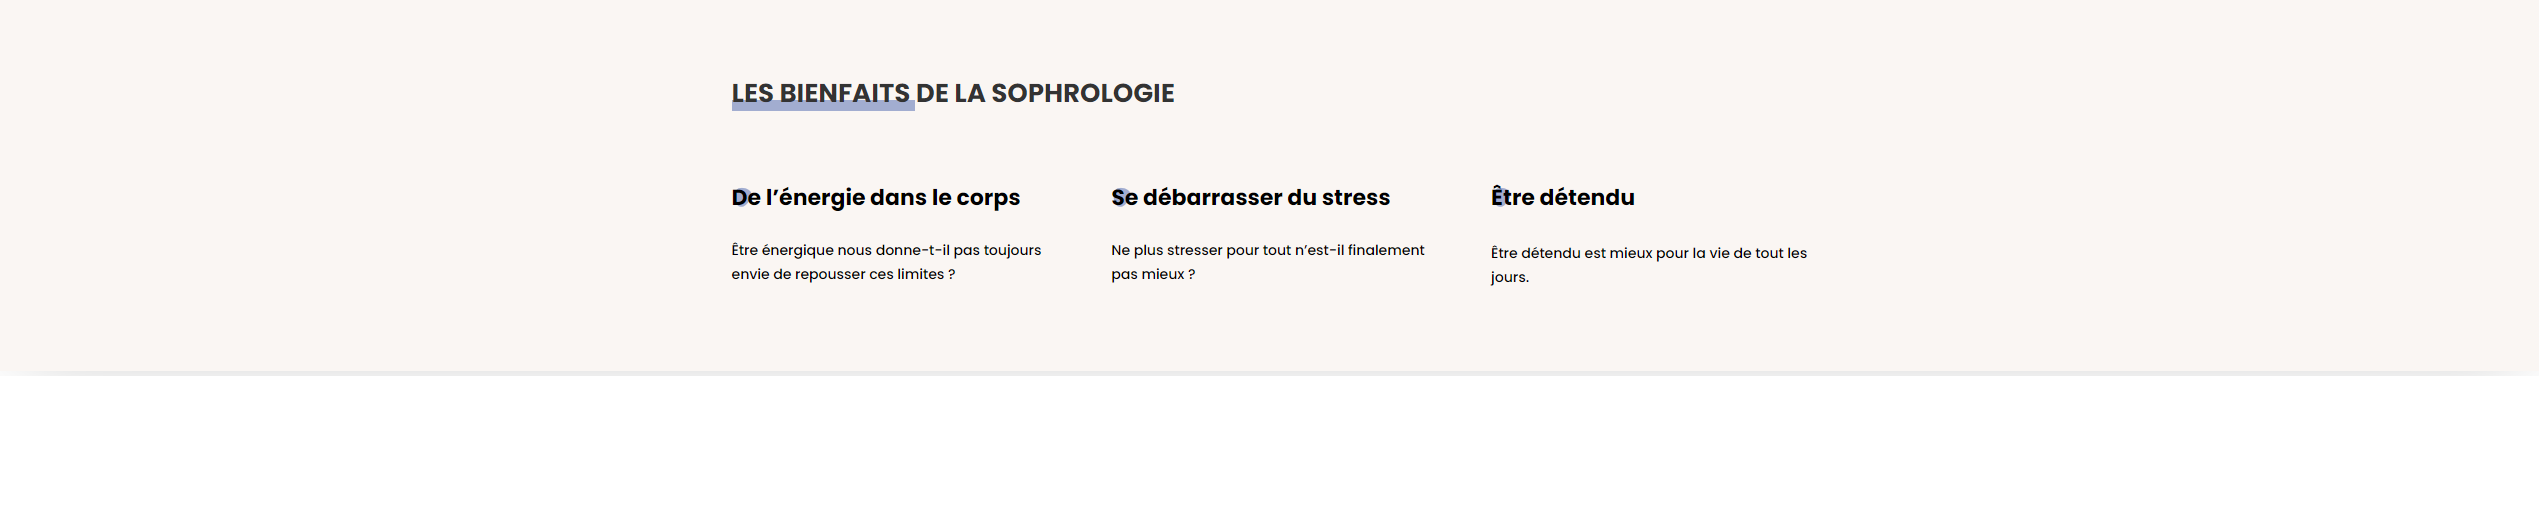 LES BIENFAITS DE LA SOPHROLOGIE
De l’énergie dans le corps
Être énergique nous donne-t-il pas toujours
envie de repousser ces limites ?
Se débarrasser du stress
Ne plus stresser pour tout n’est-il finalement
pas mieux ?
Être détendu
Être détendu est mieux pour la vie de tout les
jours.